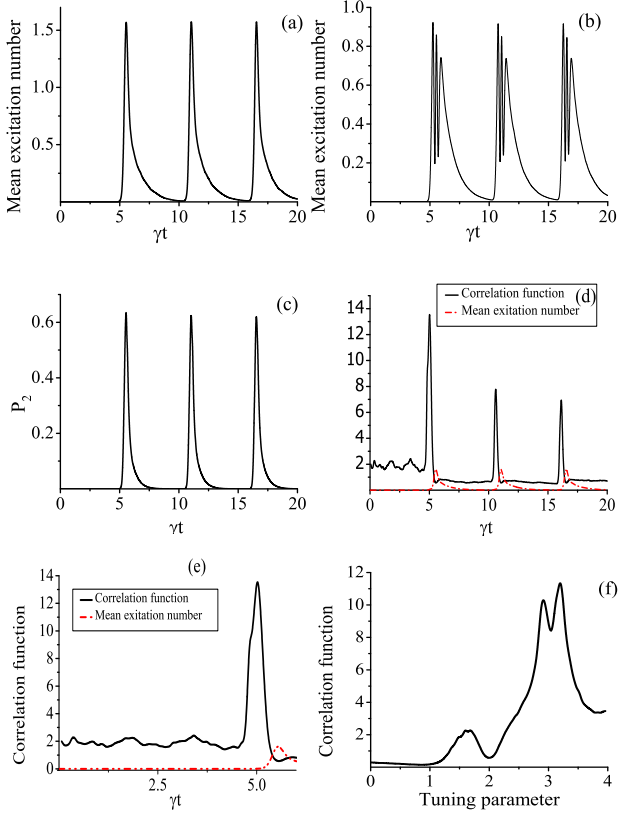 (a)
Mean excitation number
1.5
1.0
0.5
0 5 10 15 20
γt
(b)
Mean excitation number
1.0
0.8
0.6
0.4
0.2
0 5 10 15 20
γt
(c)
P2
0.6
0.4
0.2
0 5 10 15 20
γt
(d)
Correlation function
Mean exitation number
14
12
10
8
6
4
2
0 5 10 15 20
γt
(e)
Correlation function
Mean exitation number
Correlation function
14
12
10
8
6
4
2
0
2.5 5.0
γt
(f)
Correlation function
12
10
8
6
4
2
0
0 1 2 3 4
Tuning parameter